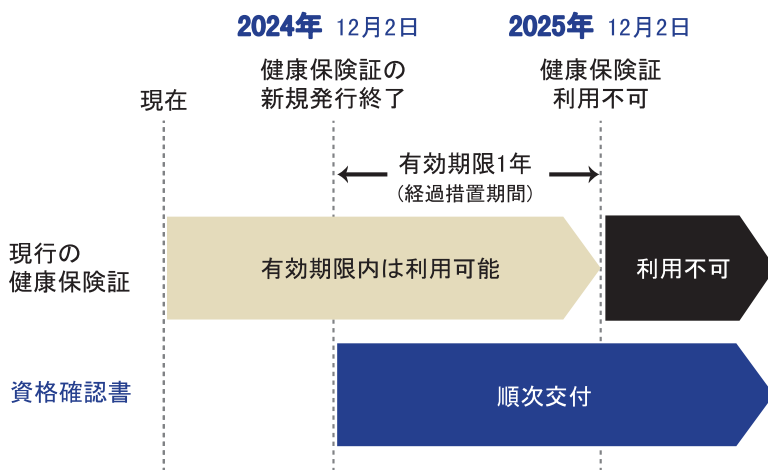 2024年 12月2日
2025年 12月2日
現在
健康保険証の
新規発行終了
健康保険証
利用不可
有効期限1年
(経過措置期間)
現行の
健康保険証
有効期限内は利用可能
利用不可
資格確認書
順次交付